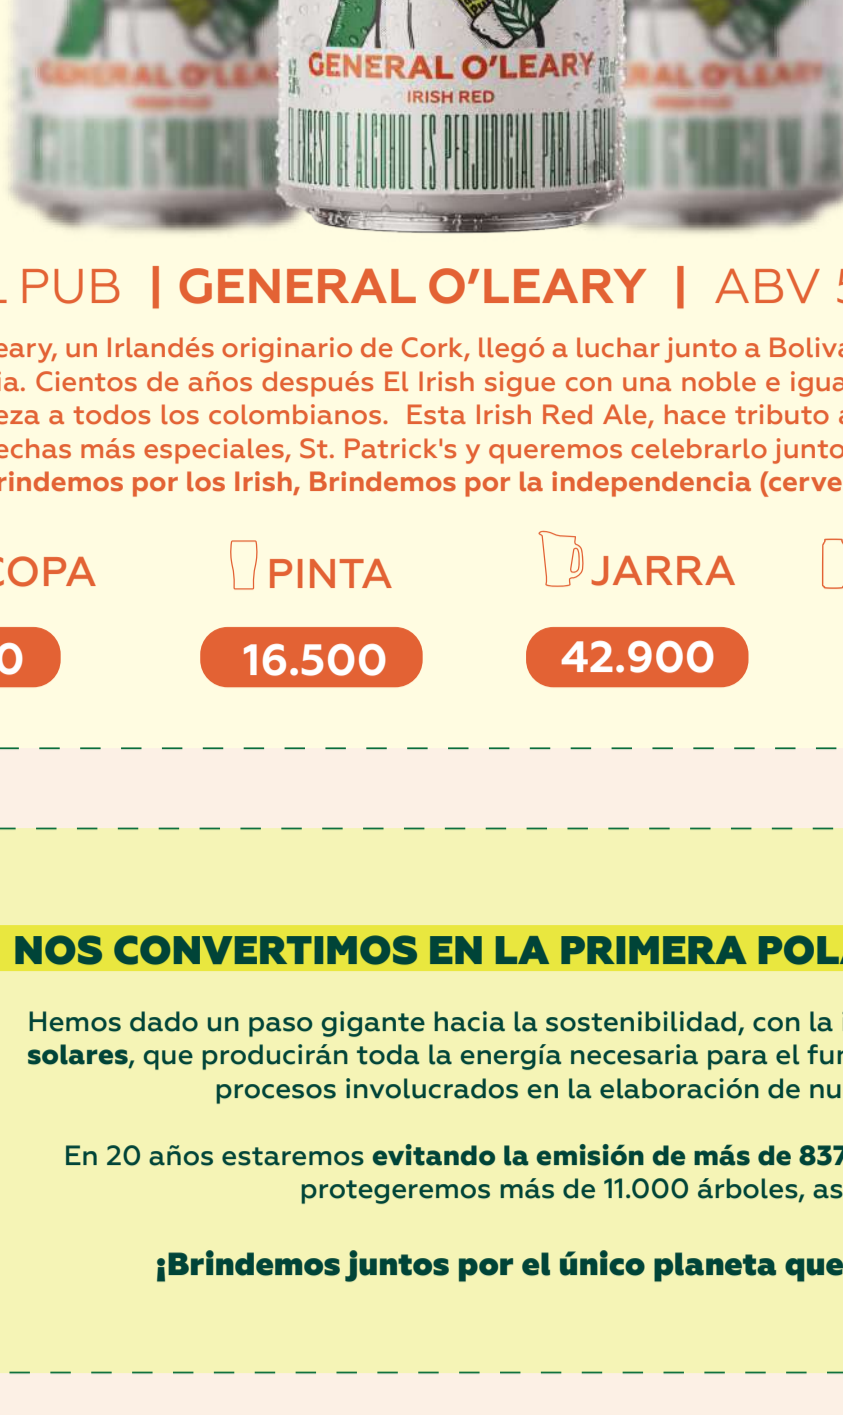 GENERAL O'LEARY
IRISH RED
EL EXCESO DE ALCOHOL ES PERJUDICIAL PARA LA
PUB | GENERAL O'LEARY | ABV
eary, un Irlandés originario de Cork, llegó a luchar junto a Boliva
ia. Cientos de años después El Irish sigue con una noble e igua
eza a todos los colombianos. Esta Irish Red Ale, hace tributo a
echas más especiales, St. Patrick's y queremos celebrarlo junto
rindemos por los Irish, Brindemos por la independencia (cerve
COPA
PINTA
JARRA
0
16.500
42.900
NOS CONVERTIMOS EN LA PRIMERA POLA
Hemos dado un paso gigante hacia la sostenibilidad, con la i
solares, que producirán toda la energía necesaria para el fun
procesos involucrados en la elaboración de nu
En 20 años estaremos evitando la emisión de más de 837
protegeremos más de 11.000 árboles, as
¡Brindemos juntos por el único planeta que